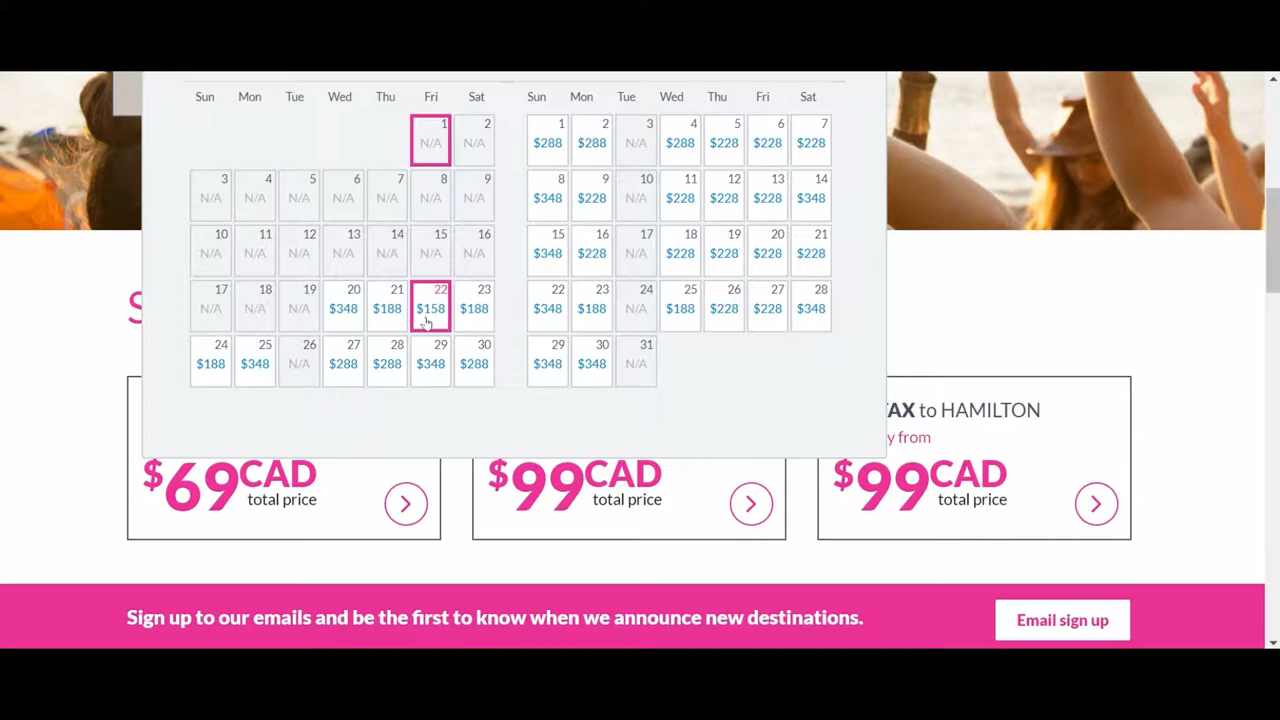 Sun Mon Tue Wed Thu Fri Sat
1 2
N/A N/A
3 4 5 6 7 8 9
N/A N/A N/A N/A N/A N/A N/A
10 11 12 13 14 15 16
N/A N/A N/A N/A N/A N/A N/A
17 18 19 20 21 22 23
N/A N/A N/A $348 $188 $158 $188
24 25 26 27 28 29 30
$188 $348 N/A $288 $288 $348 $288
Sun Mon Tue Wed Thu Fri Sat
1 2 3 4 5 6 7
$288 $288 N/A $288 $228 $228 $228
8 9 10 11 12 13 14
$348 $228 N/A $228 $228 $228 $348
15 16 17 18 19 20 21
$348 $228 N/A $228 $228 $228 $228
22 23 24 25 26 27 28
$348 $188 N/A $188 $228 $228 $348
29 30 31
$348 $348 N/A
S
$69CAD
total price
$99CAD
total price
AX to HAMILTON
y from
$99CAD
total price
Sign up to our emails and be the first to know when we announce new destinations.
Email sign up